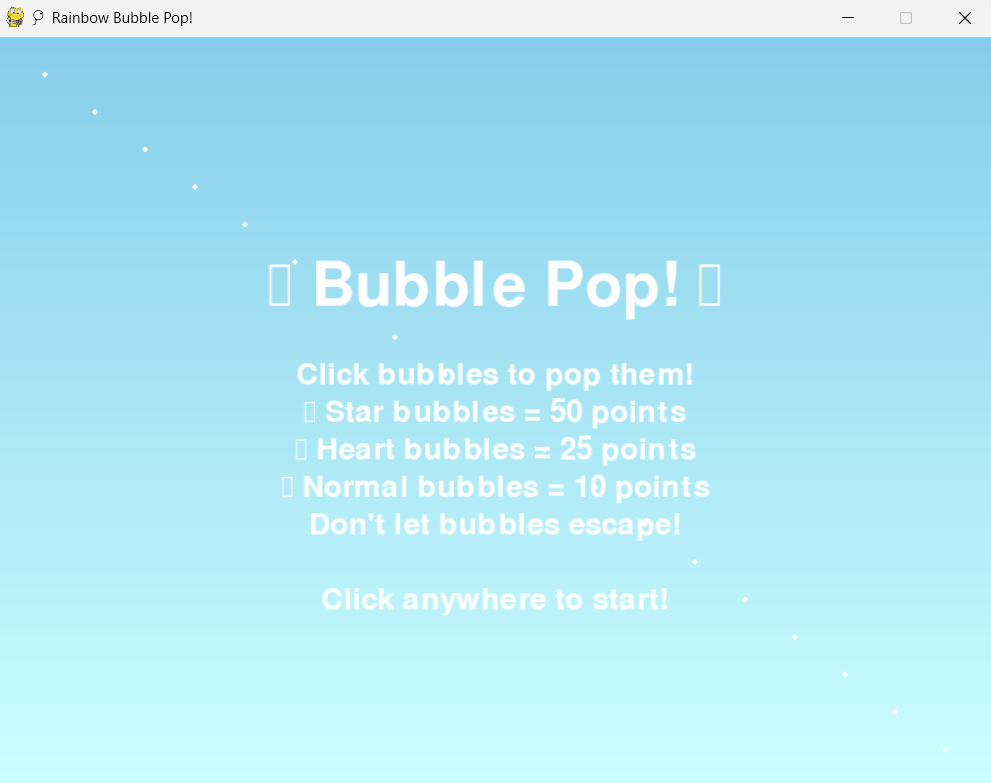 Rainbow Bubble Pop!
Bubble Pop!
Click bubbles to pop them!
Star bubbles = 50 points
Heart bubbles = 25 points
Normal bubbles = 10 points
Don't let bubbles escape!
Click anywhere to start!